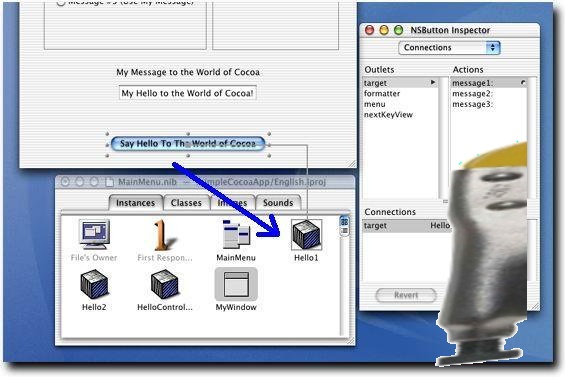 Message #3 (Use My Message)
My Message to the World of Cocoa
My Hello to the World of Cocoa!
Say Hello To The World of Cocoa
NSButton Inspector
Connections
Outlets
Actions
target
message1:
formatter
message2:
menu
message3:
nextKeyView
MainMenu.nib
SimpleCocoaApp/English.lproj
Instances
Classes
Images
Sounds
File's Owner
First Respon...
MainMenu
Hello1
Hello2
HelloControl...
MyWindow
Connections
target
Revert